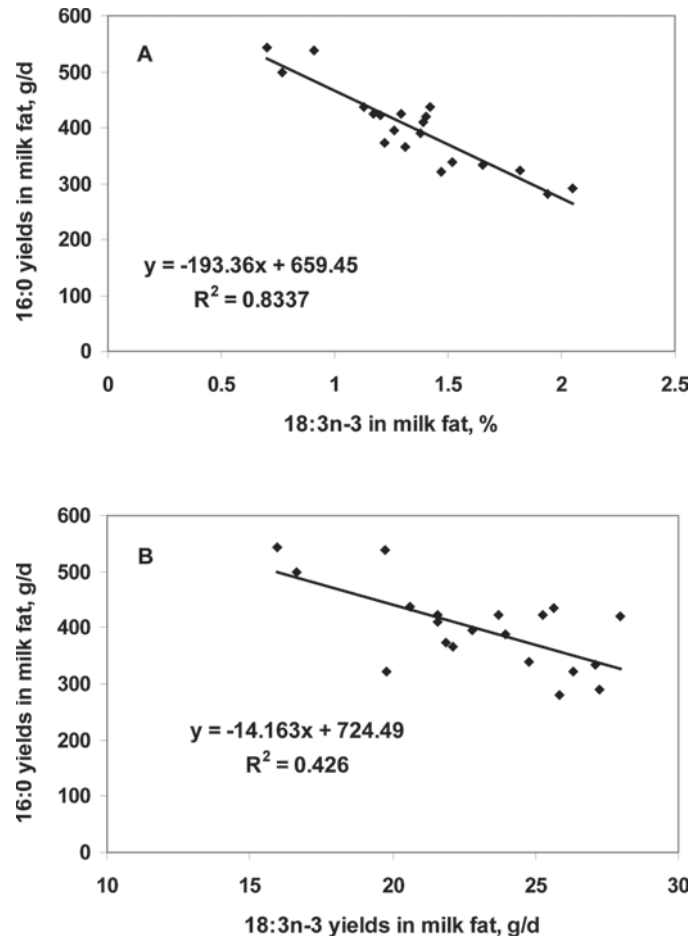 A
600
500
400
300
200
100
0
16:0 yields in milk fat, g/d
y = -193.36x + 659.45
R² = 0.8337
0 0.5 1 1.5 2 2.5
18:3n-3 in milk fat, %
B
600
500
400
300
200
100
0
16:0 yields in milk fat, g/d
y = -14.163x + 724.49
R² = 0.426
10 15 20 25 30
18:3n-3 yields in milk fat, g/d